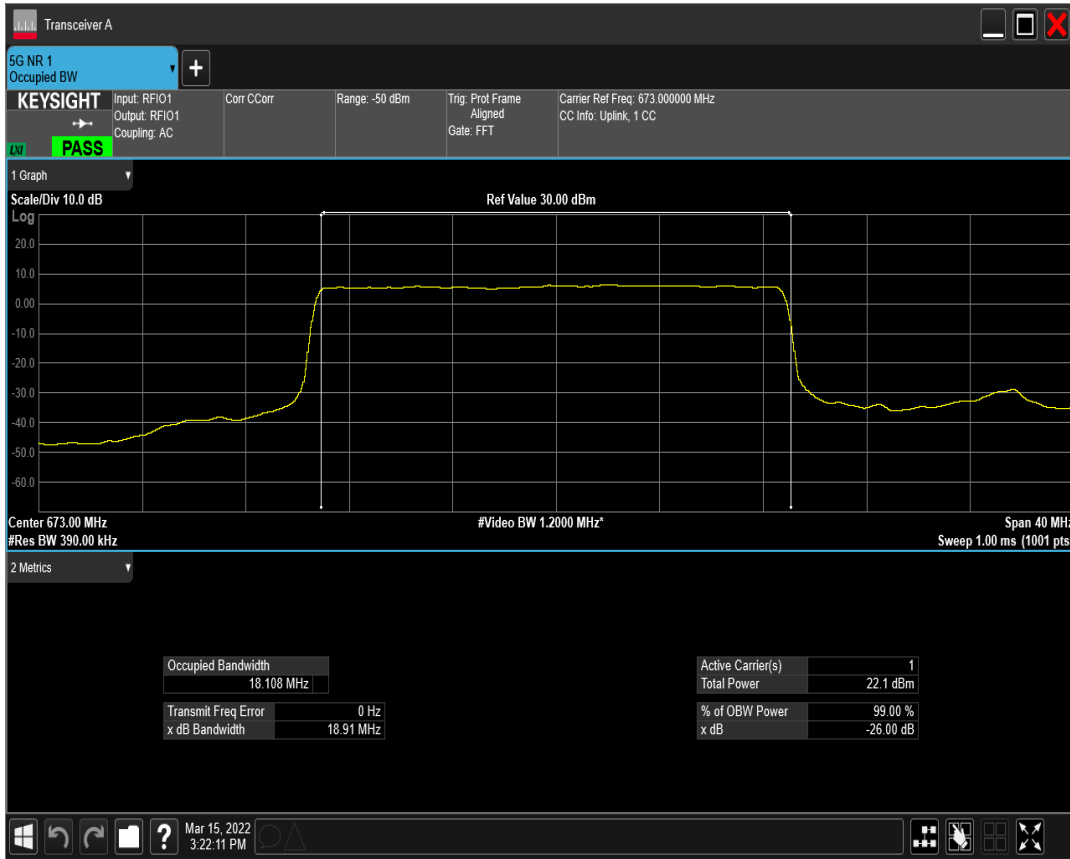 Transceiver A
5G NR 1
Occupied BW
KEYSIGHT
Input: RFIO1
Output: RFIO1
Coupling: AC
LXI
PASS
Corr CCorr
Range: -50 dBm
Trig: Prot Frame
Aligned
Gate: FFT
Carrier Ref Freq: 673.000000 MHz
CC Info: Uplink, 1 CC
1 Graph
Scale/Div 10.0 dB
Ref Value 30.00 dBm
Log
20.0
10.0
0.00
-10.0
-20.0
-30.0
-40.0
-50.0
-60.0
Center 673.00 MHz
#Video BW 1.2000 MHz*
Span 40 MHz
#Res BW 390.00 kHz
Sweep 1.00 ms (1001 pts
2 Metrics
Occupied Bandwidth
18.108 MHz
Transmit Freq Error 0 Hz
x dB Bandwidth 18.91 MHz
Active Carrier(s) 1
Total Power 22.1 dBm
% of OBW Power 99.00 %
x dB -26.00 dB
Mar 15, 2022
3:22:11 PM